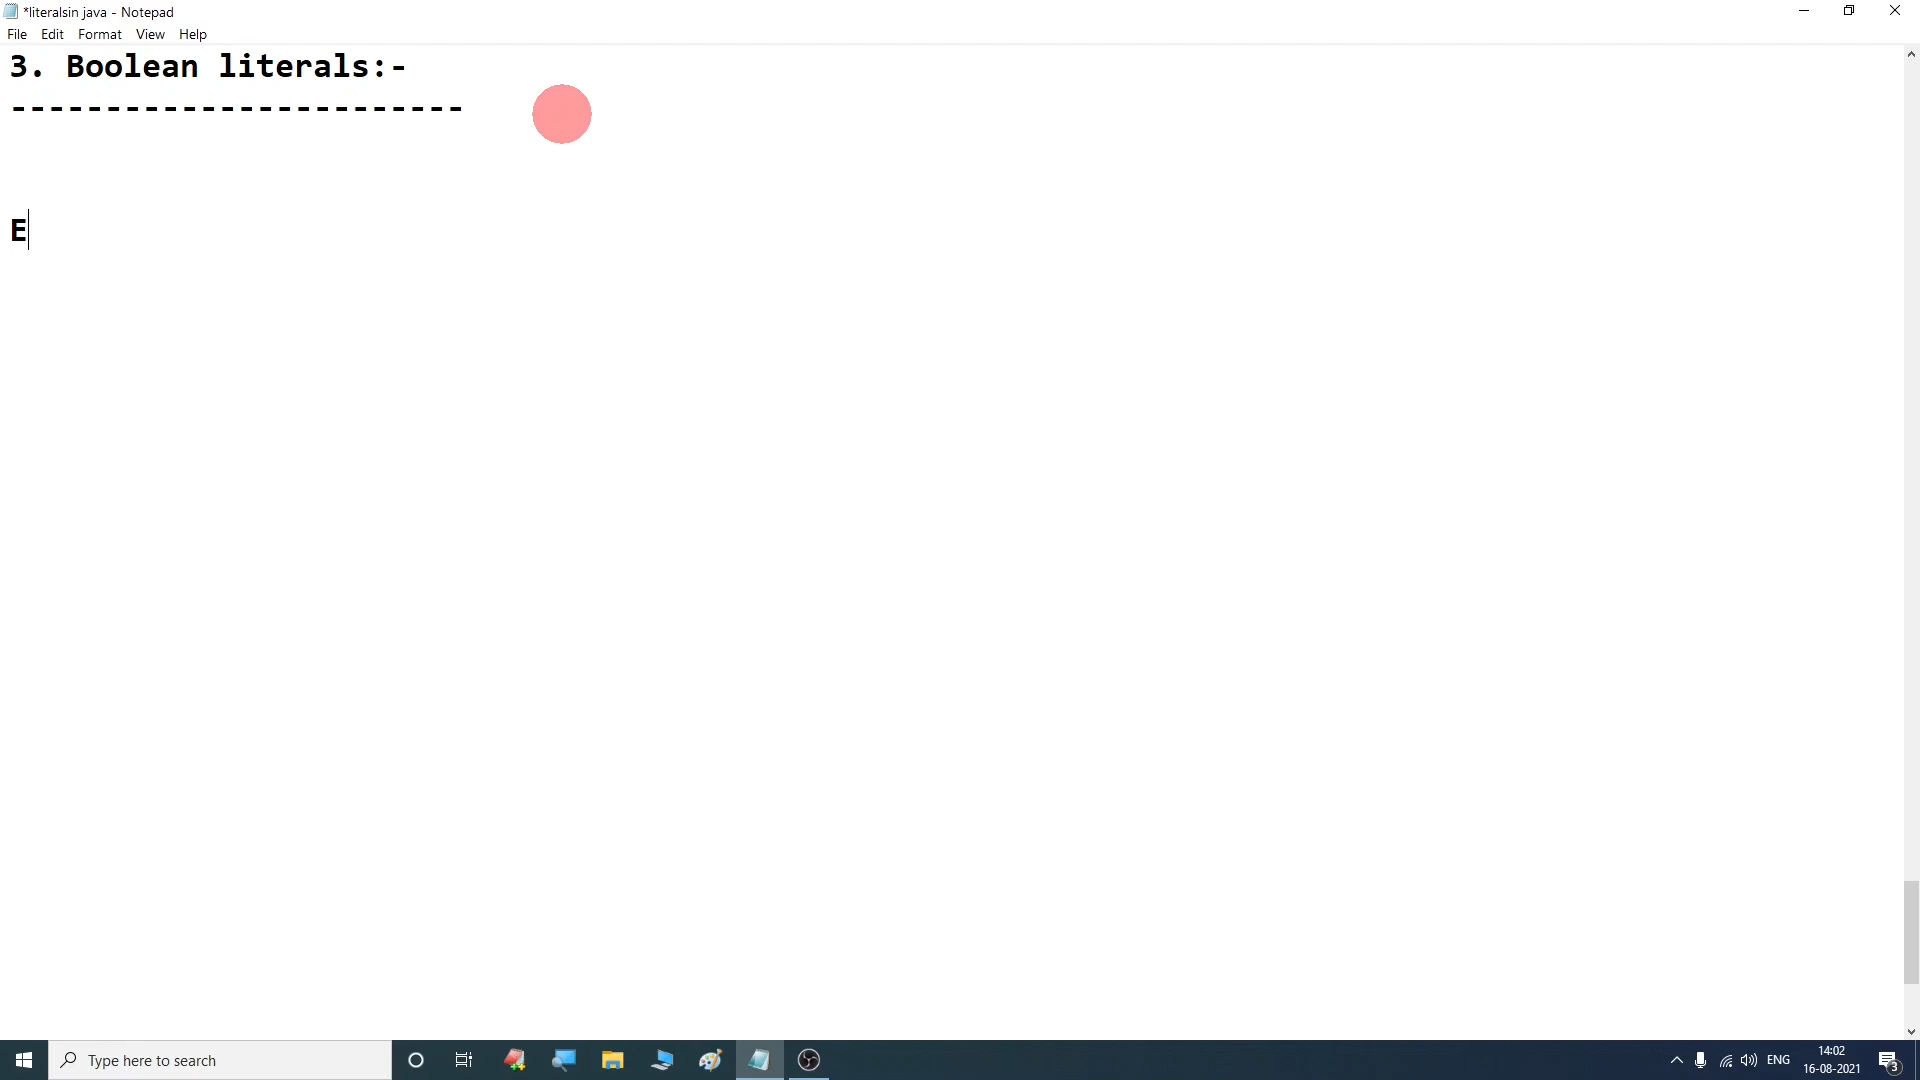 *literalsin java - Notepad
File Edit Format View Help
3. Boolean literals:-
------------------------
E
Type here to search
ENG
14:02
16-08-2021
3